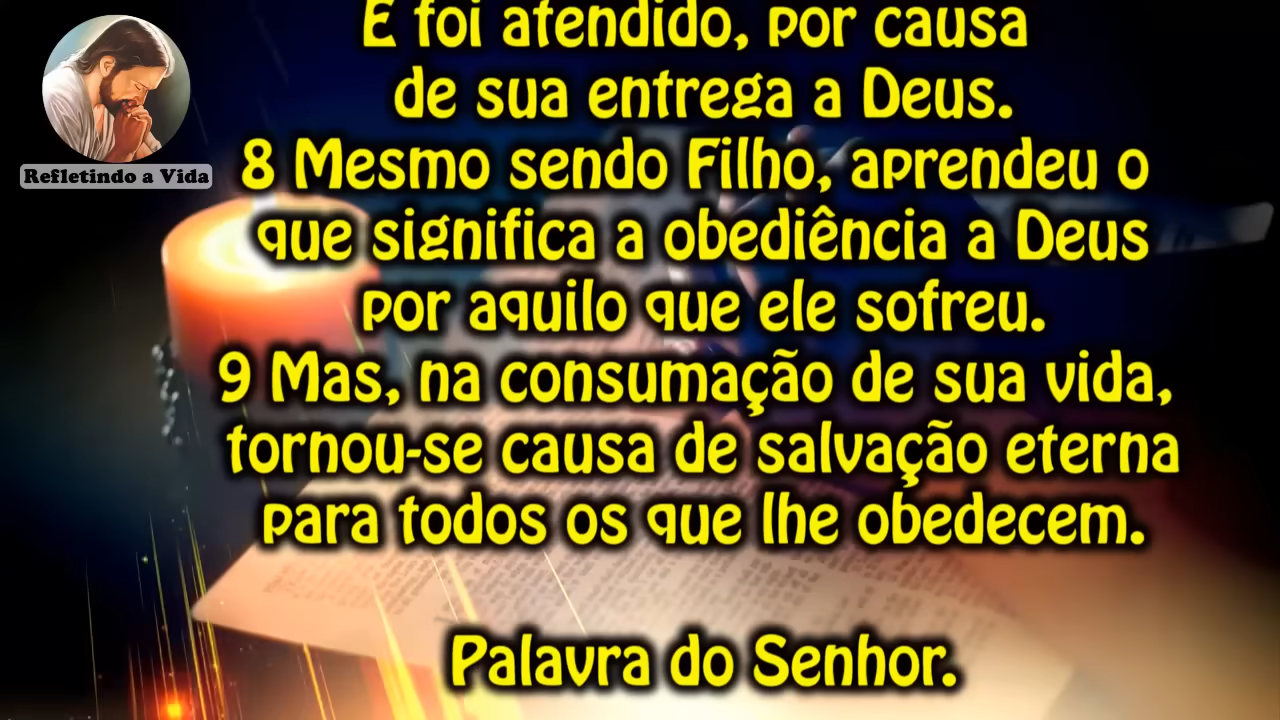 E foi atendido, por causa
de sua entrega a Deus.
Refletindo a Vida
8 Mesmo sendo Filho, aprendeu o
que significa a obediência a Deus
por aquilo que ele sofreu.
9 Mas, na consumação de sua vida,
tornou-se causa de salvação eterna
para todos os que lhe obedecem.
Palavra do Senhor.